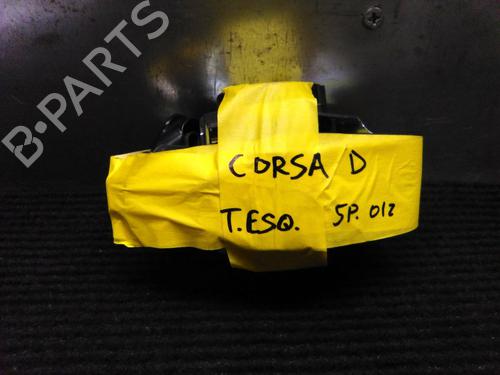 B-PARTS
CORSA D
T.ESQ. 5P. 012